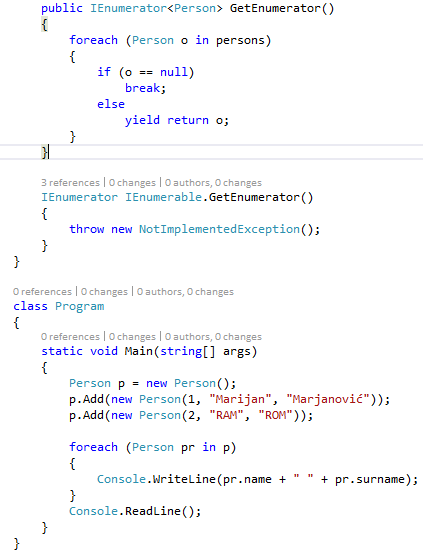 public IEnumerator<Person> GetEnumerator()
{
foreach (Person o in persons)
{
if (o == null)
break;
else
yield return o;
}
}
3 references | 0 changes | 0 authors, 0 changes
IEnumerator IEnumerable.GetEnumerator()
{
throw new NotImplementedException();
}
}
0 references | 0 changes | 0 authors, 0 changes
class Program
{
0 references | 0 changes | 0 authors, 0 changes
static void Main(string[] args)
{
Person p = new Person();
p.Add(new Person(1, "Marijan", "Marjanović"));
p.Add(new Person(2, "RAM", "ROM"));
foreach (Person pr in p)
{
Console.WriteLine(pr.name + " " + pr.surname);
}
Console.ReadLine();
}
}